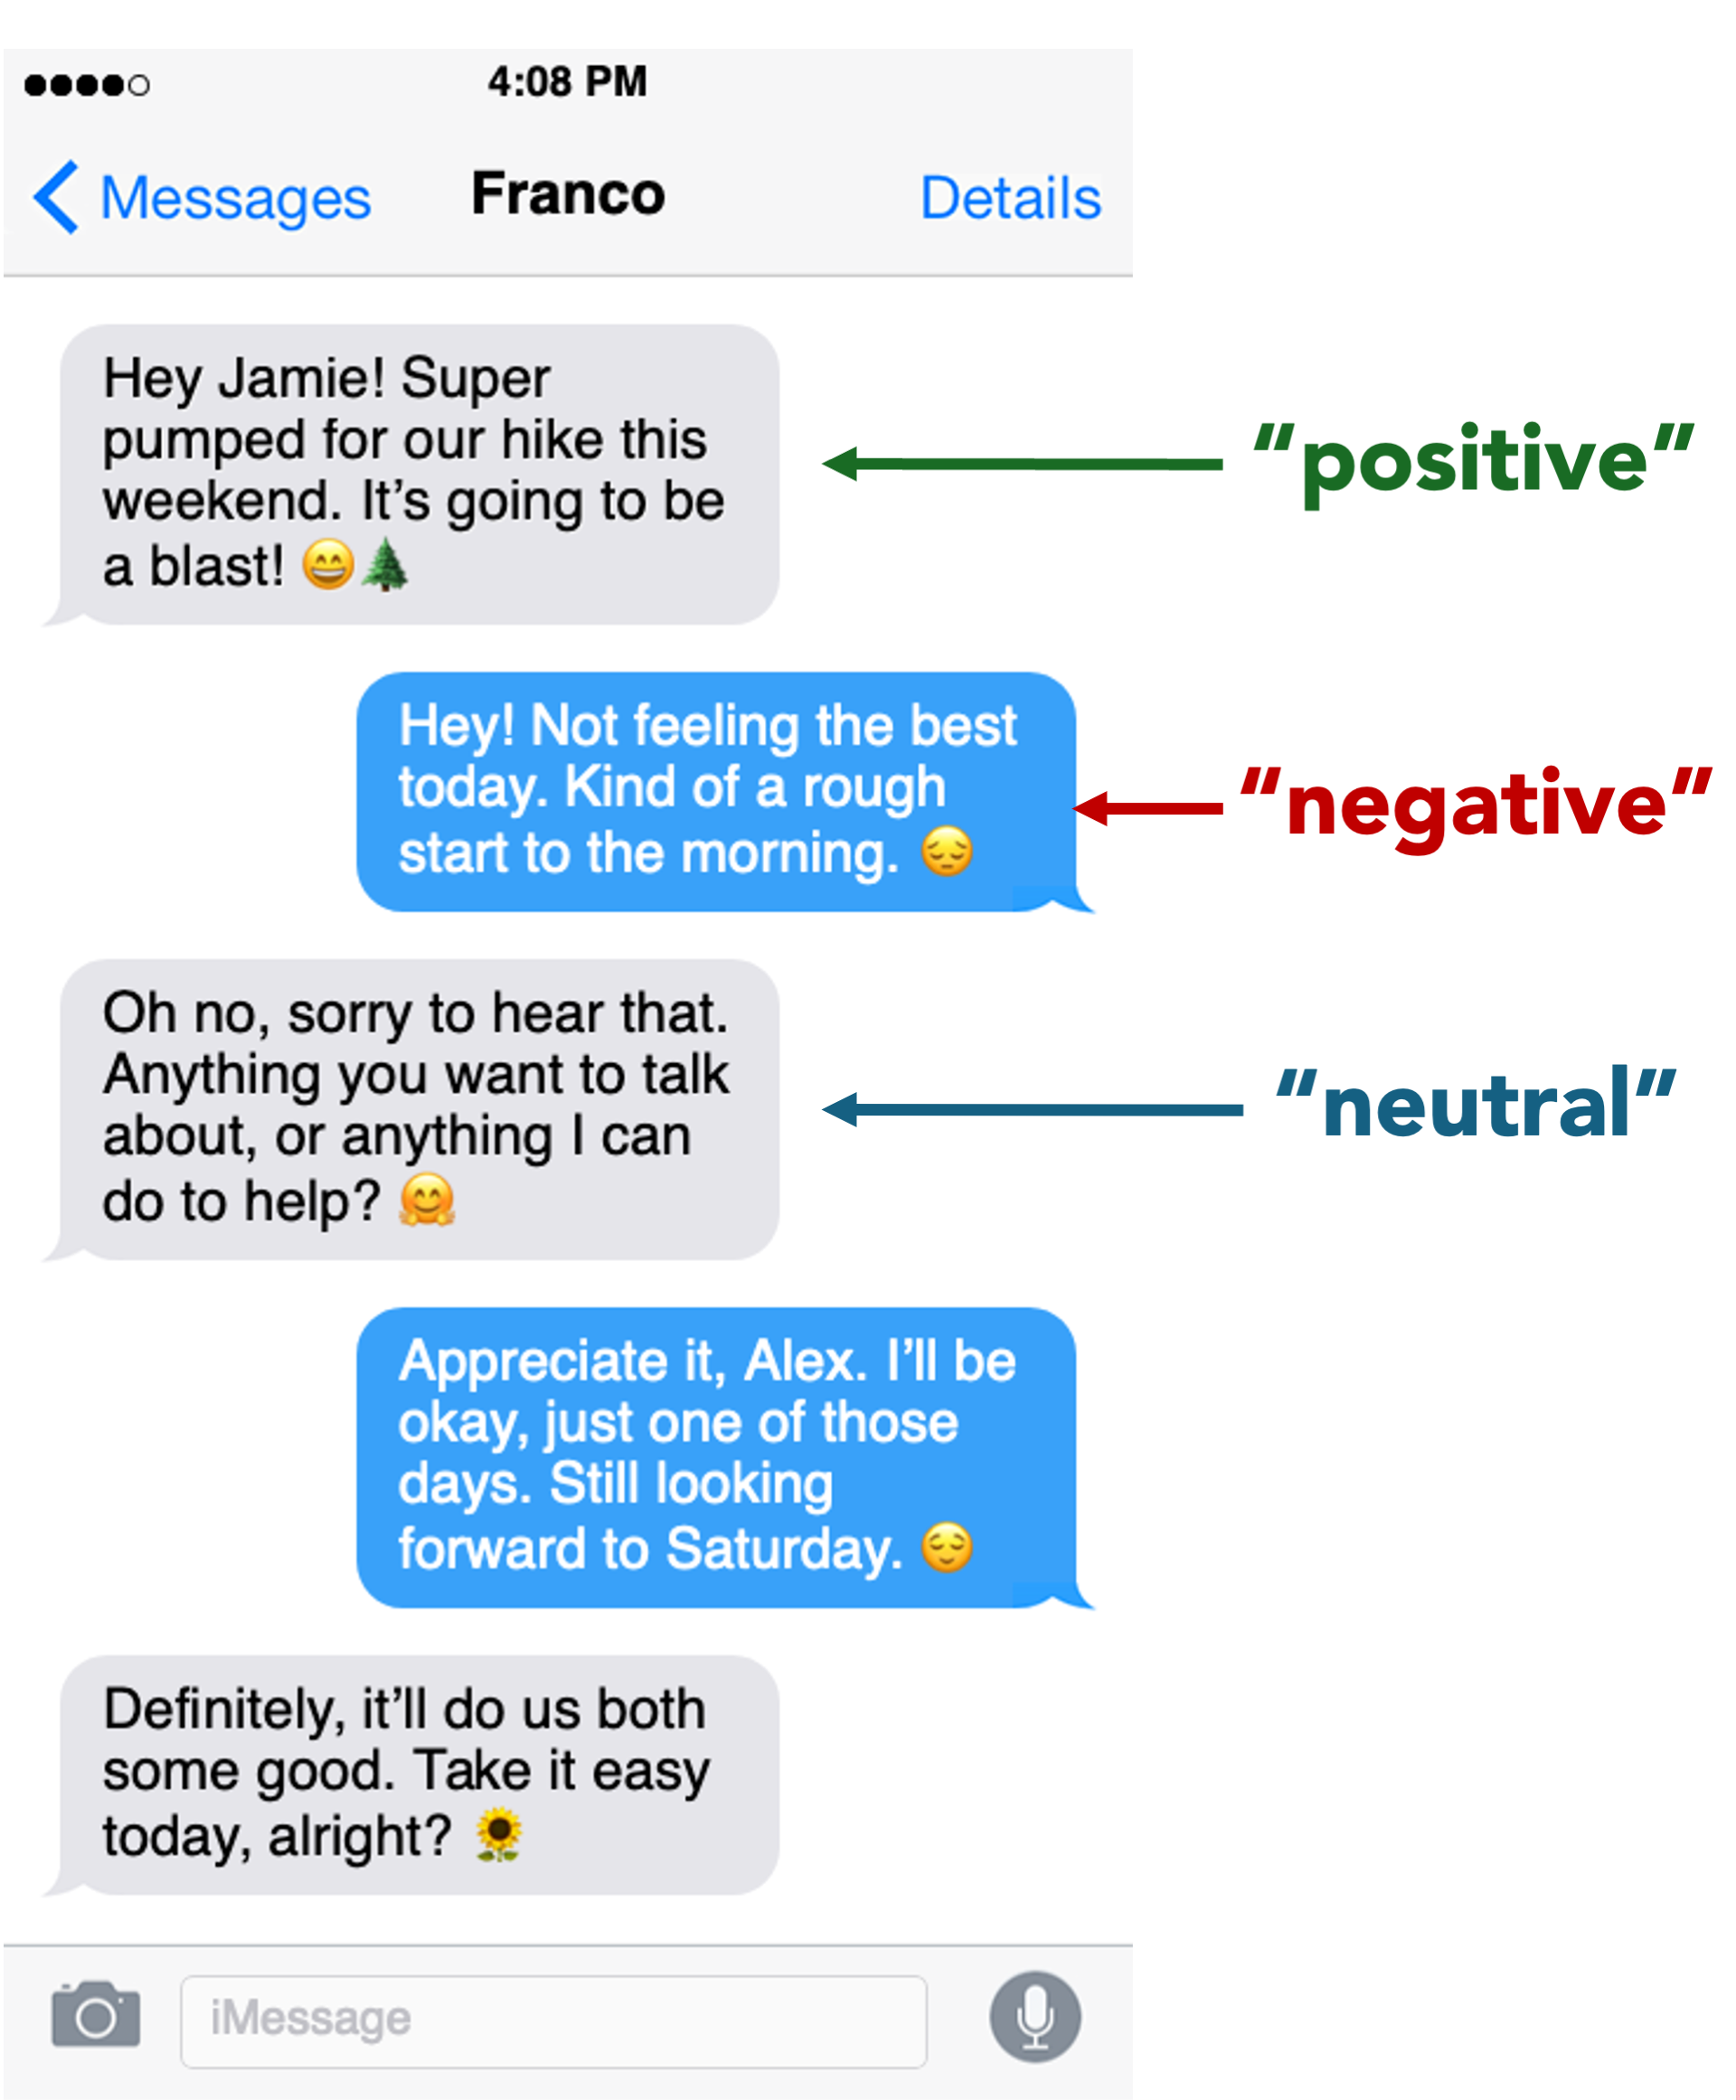 4:08 PM
Messages Franco Details
Hey Jamie! Super
pumped for our hike this
weekend. It’s going to be
a blast! 😄🌲
"positive"
Hey! Not feeling the best
today. Kind of a rough
start to the morning. 😔
"negative"
Oh no, sorry to hear that.
Anything you want to talk
about, or anything I can
do to help? 🤗
"neutral"
Appreciate it, Alex. I’ll be
okay, just one of those
days. Still looking
forward to Saturday. 😌
Definitely, it’ll do us both
some good. Take it easy
today, alright? 🌻
iMessage